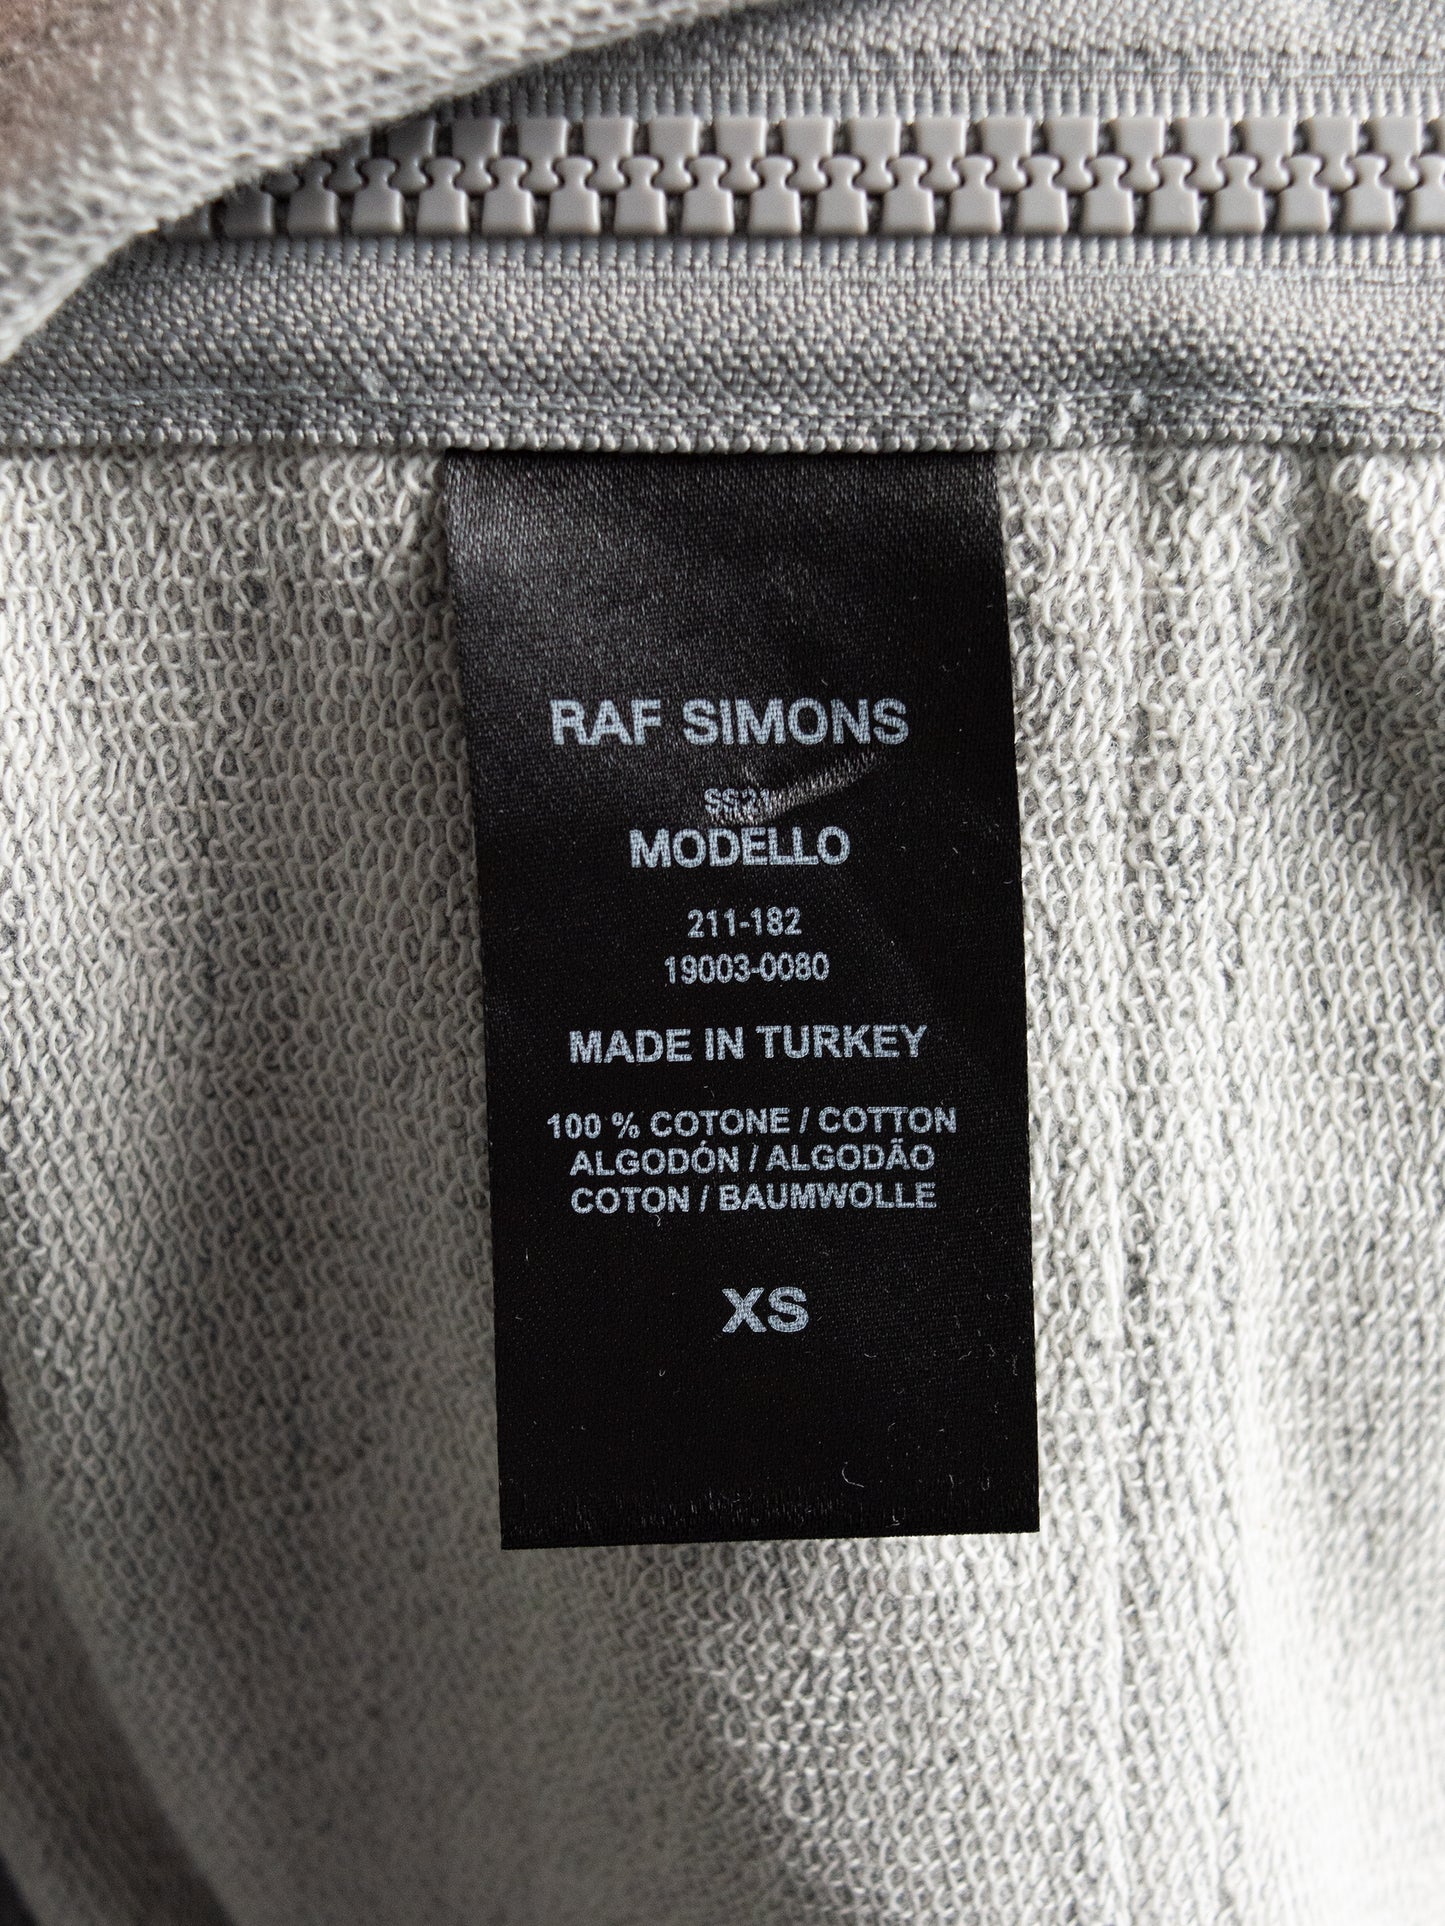 RAF SIMONS
SS21
MODELLO
211-182
19003-0080
MADE IN TURKEY
100 % COTONE / COTTON
ALGODÓN / ALGODÃO
COTON / BAUMWOLLE
XS